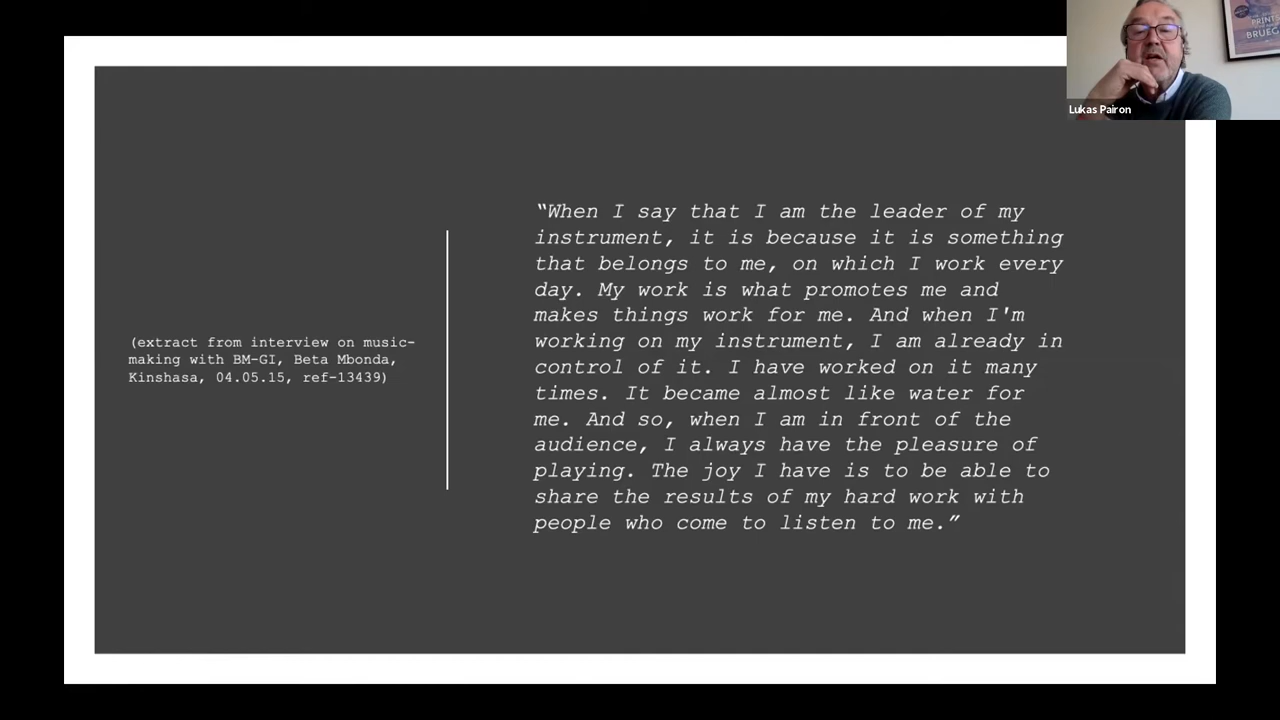 PRINT
BRUEG
Lukas Pairon
(extract from interview on music-
making with BM-GI, Beta Mbonda,
Kinshasa, 04.05.15, ref-13439)
“When I say that I am the leader of my
instrument, it is because it is something
that belongs to me, on which I work every
day. My work is what promotes me and
makes things work for me. And when I'm
working on my instrument, I am already in
control of it. I have worked on it many
times. It became almost like water for
me. And so, when I am in front of the
audience, I always have the pleasure of
playing. The joy I have is to be able to
share the results of my hard work with
people who come to listen to me.”